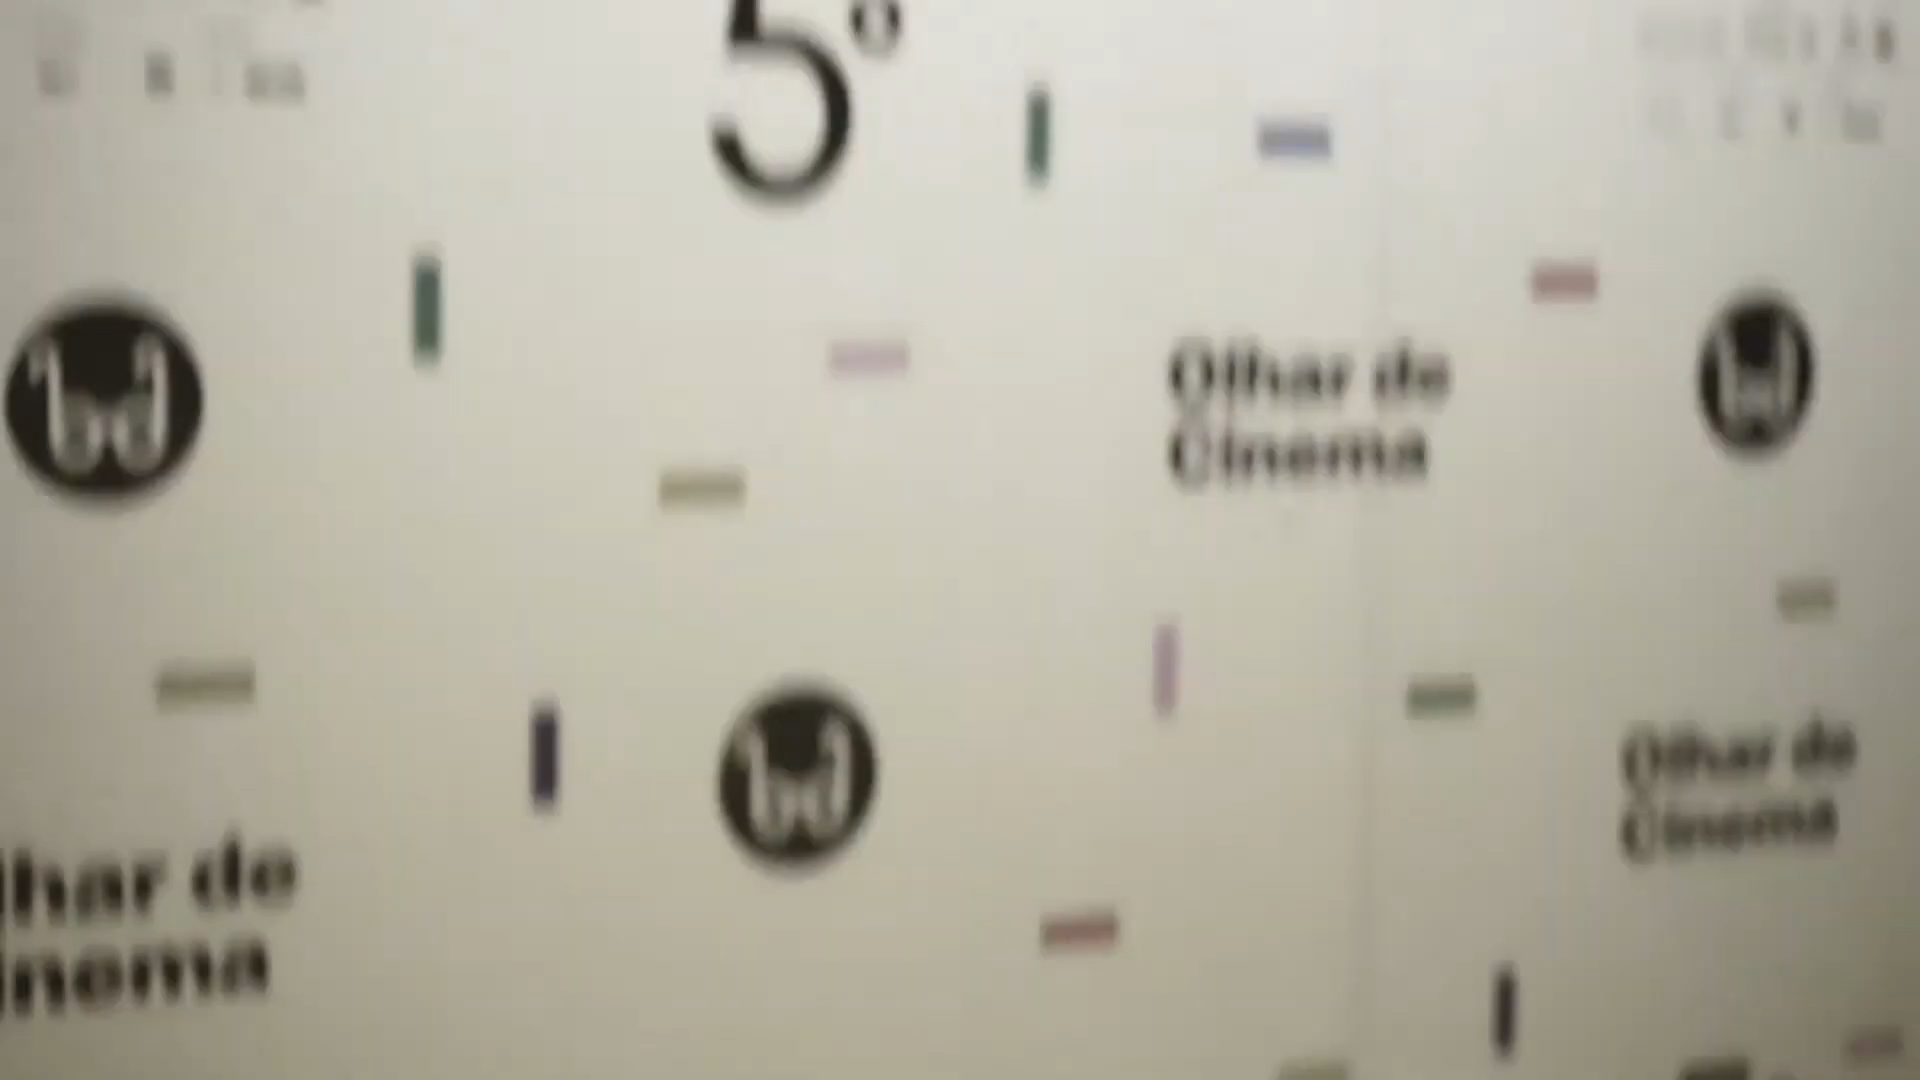 5º
Olhar de
Cinema
Olhar de
Cinema
lhar de
inema